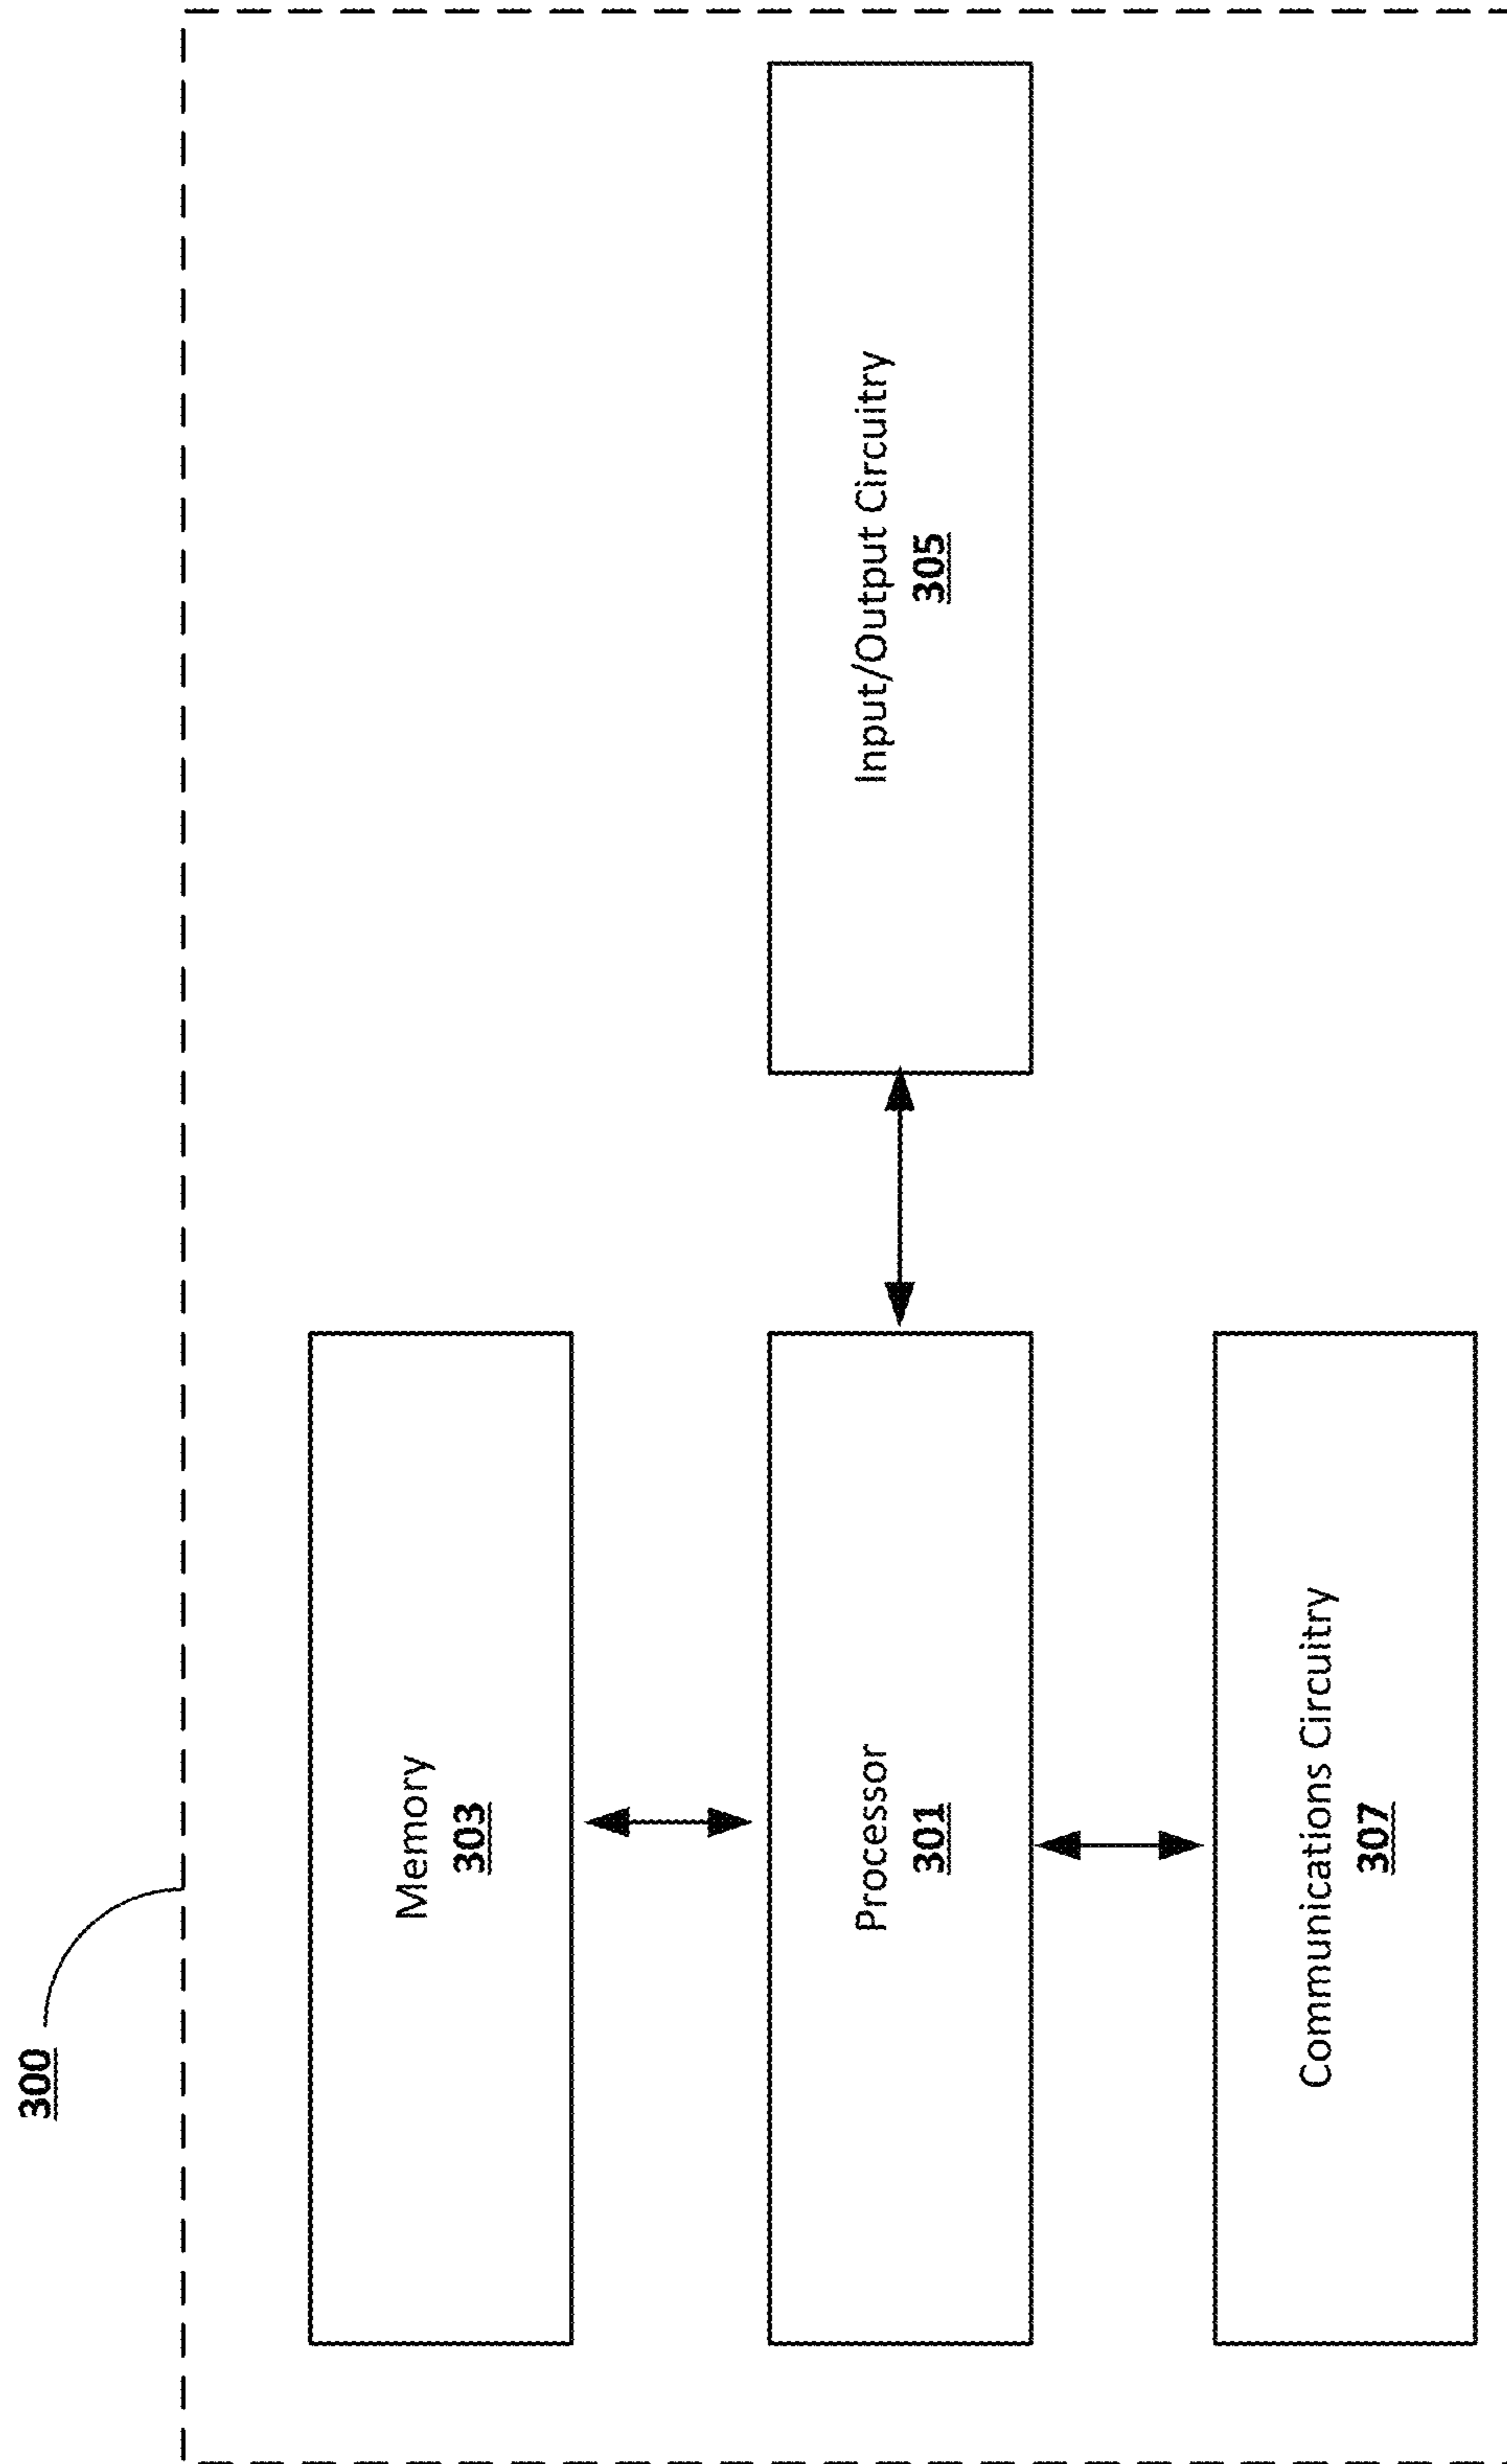 300
Memory
303
Processor
301
Input/Output Circuitry
305
Communications Circuitry
307